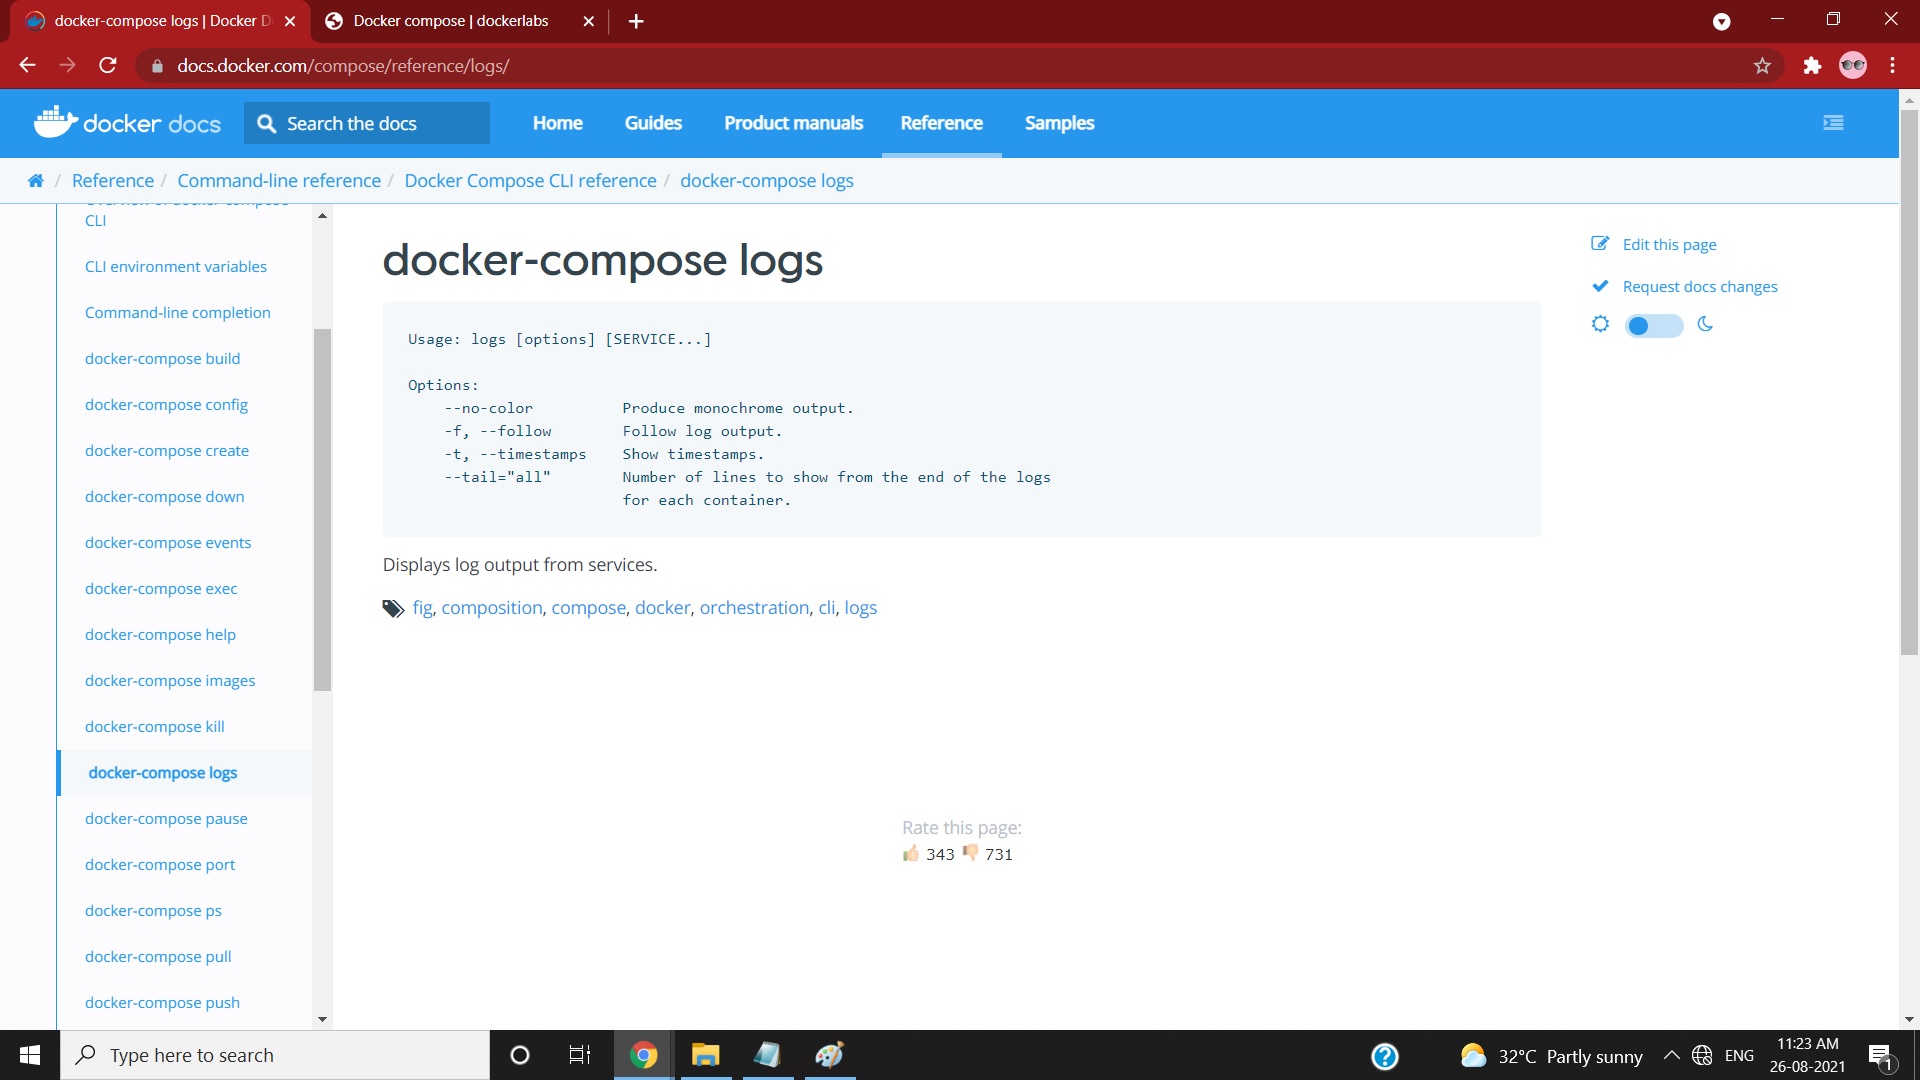 docker-compose logs | Docker D
Docker compose | dockerlabs
docs.docker.com/compose/reference/logs/
docker docs
Search the docs
Home
Guides
Product manuals
Reference
Samples
/ Reference / Command-line reference / Docker Compose CLI reference / docker-compose logs
Overview of docker-compose
CLI
CLI environment variables
Command-line completion
docker-compose build
docker-compose config
docker-compose create
docker-compose down
docker-compose events
docker-compose exec
docker-compose help
docker-compose images
docker-compose kill
docker-compose logs
docker-compose pause
docker-compose port
docker-compose ps
docker-compose pull
docker-compose push
docker-compose logs
Usage: logs [options] [SERVICE...]
Options:
--no-color Produce monochrome output.
-f, --follow Follow log output.
-t, --timestamps Show timestamps.
--tail="all" Number of lines to show from the end of the logs
for each container.
Displays log output from services.
fig, composition, compose, docker, orchestration, cli, logs
Rate this page:
343 731
Edit this page
Request docs changes
Type here to search
32°C Partly sunny
ENG
11:23 AM
26-08-2021
1